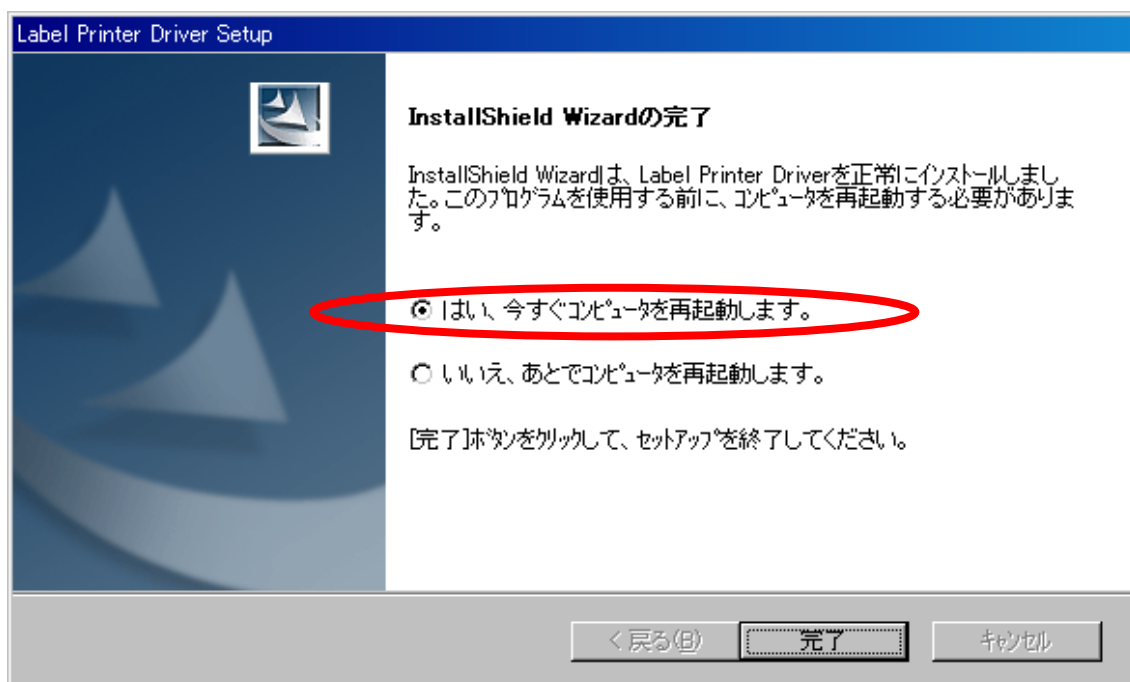 Label Printer Driver Setup
InstallShield Wizardの完了
InstallShield Wizardは、Label Printer Driverを正常にインストールしまし
た。このプログラムを使用する前に、コンピュータを再起動する必要がありま
す。
はい、今すぐコンピュータを再起動します。
いいえ、あとでコンピュータを再起動します。
[完了]ボタンをクリックして、セットアップを終了してください。
< 戻る(B)
完了
キャンセル